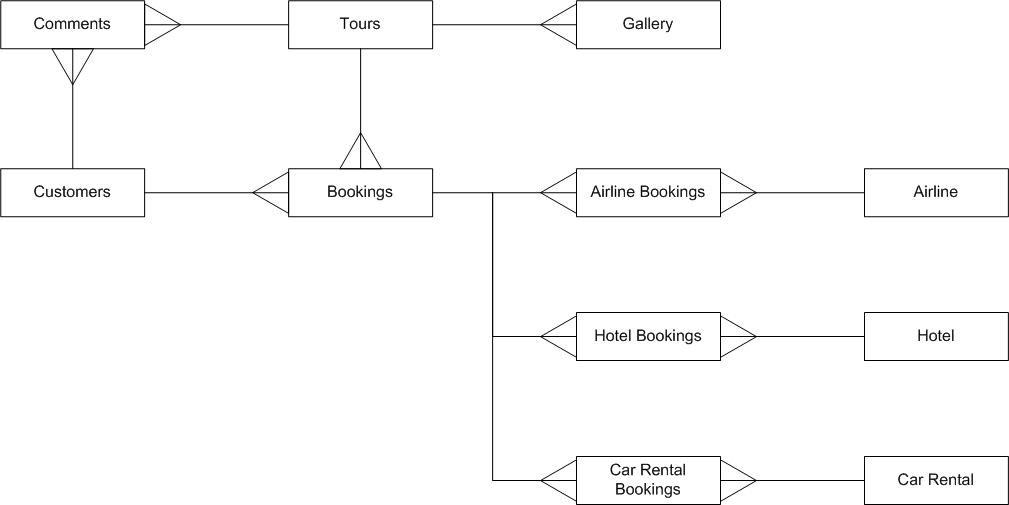 Comments
Tours
Gallery
Customers
Bookings
Airline Bookings
Airline
Hotel Bookings
Hotel
Car Rental
Bookings
Car Rental